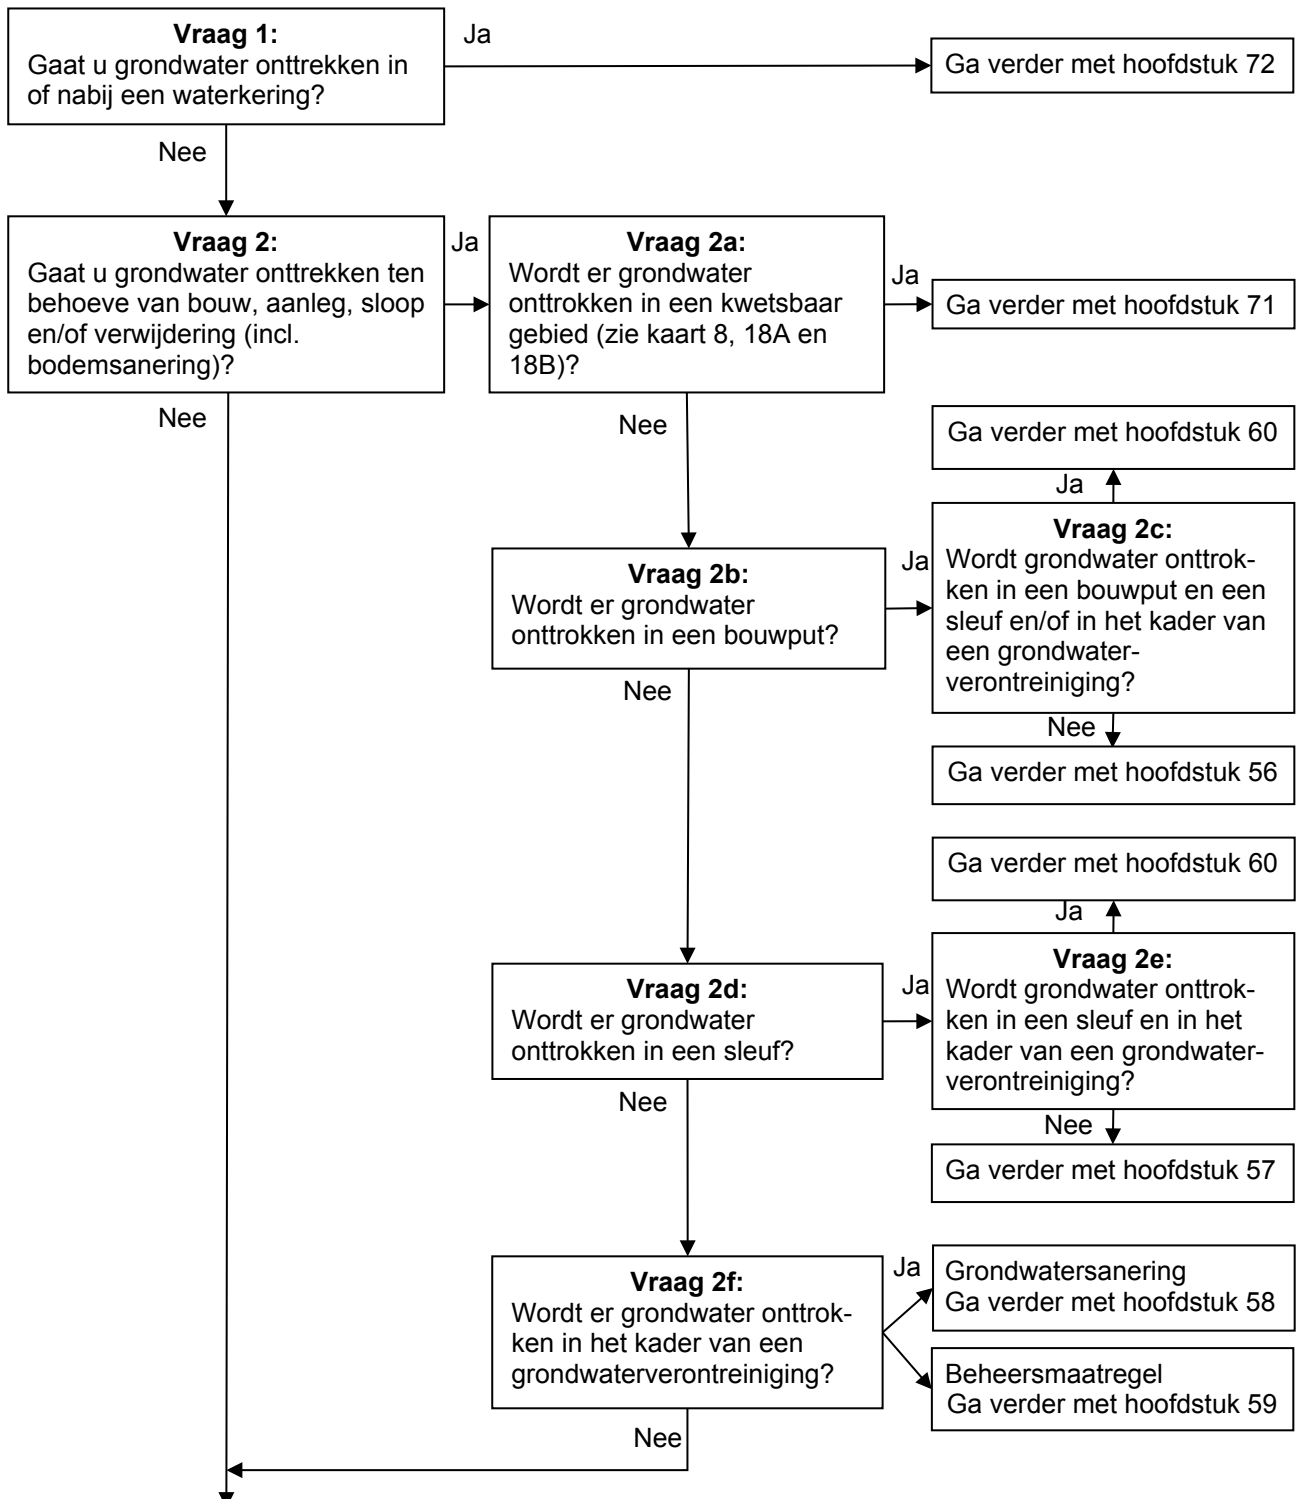 Vraag 1:
Gaat u grondwater onttrekken in
of nabij een waterkering?
Ja
Ga verder met hoofdstuk 72
Nee
Vraag 2:
Gaat u grondwater onttrekken ten
behoeve van bouw, aanleg, sloop
en/of verwijdering (incl.
bodemsanering)?
Ja
Vraag 2a:
Wordt er grondwater
onttrokken in een kwetsbaar
gebied (zie kaart 8, 18A en
18B)?
Ja
Ga verder met hoofdstuk 71
Nee
Nee
Ga verder met hoofdstuk 60
Ja
Vraag 2b:
Wordt er grondwater
onttrokken in een bouwput?
Ja
Vraag 2c:
Wordt grondwater onttrok-
ken in een bouwput en een
sleuf en/of in het kader van
een grondwater-
verontreiniging?
Nee
Nee
Ga verder met hoofdstuk 56
Ga verder met hoofdstuk 60
Ja
Vraag 2d:
Wordt er grondwater
onttrokken in een sleuf?
Ja
Vraag 2e:
Wordt grondwater onttrok-
ken in een sleuf en in het
kader van een grondwater-
verontreiniging?
Nee
Nee
Ga verder met hoofdstuk 57
Vraag 2f:
Wordt er grondwater onttrok-
ken in het kader van een
grondwaterverontreiniging?
Ja
Grondwatersanering
Ga verder met hoofdstuk 58
Beheersmaatregel
Ga verder met hoofdstuk 59
Nee